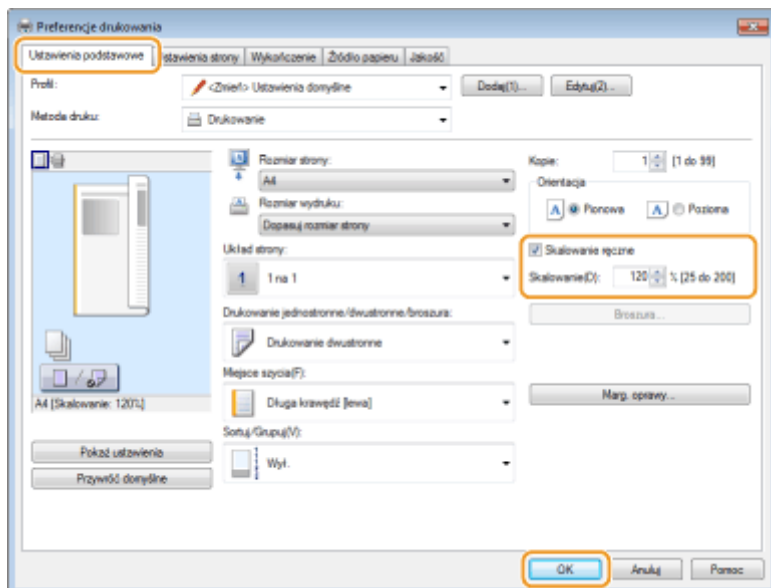 Preferencje drukowania
Ustawienia podstawowe
stawienia strony
Wykończenie
Źródło papieru
Jakość
Profil:
<Zmień> Ustawienia domyślne
Dodaj(1)...
Edytuj(2)...
Metoda druku:
Drukowanie
Rozmiar strony:
A4
Rozmiar wydruku:
Dopasuj rozmiar strony
Układ strony:
1
1 na 1
Drukowanie jednostronne/dwustronne/broszura:
Drukowanie dwustronne
Miejsce szycia(F):
Długa krawędź [lewa]
Sortuj/Grupuj(V):
Wył.
Kopie:
1 [1 do 99]
Orientacja
A Pionowa
A Pozioma
Skalowanie ręczne
Skalowanie(D): 120 % [25 do 200]
Broszura...
Marg. oprawy...
A4 [Skalowanie: 120%]
Pokaż ustawienia
Przywróć domyślne
OK
Anuluj
Pomoc